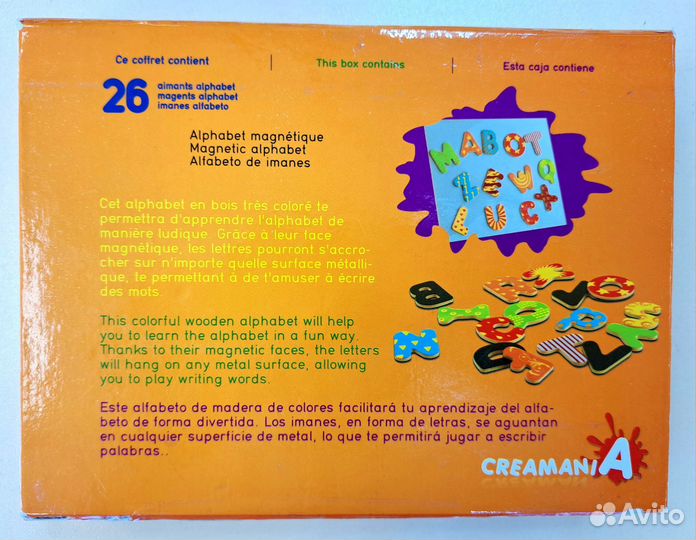 Ce coffret contient
This box contains
Esta caja contiene
26
aimants alphabet
magents alphabet
imanes alfabeto
Alphabet magnétique
Magnetic alphabet
Alfabeto de imanes
MABOT
ZEWQ
LUCX
Cet alphabet en bois très coloré te
permettra d'apprendre l'alphabet de
manière ludique. Grâce à leur face
magnétique, les lettres pourront s'accro-
cher sur n'importe quelle surface métalli-
que, te permettant à de t'amuser à écrire
des mots.
This colorful wooden alphabet will help
you to learn the alphabet in a fun way.
Thanks to their magnetic faces, the letters
will hang on any metal surface, allowing
you to play writing words.
Este alfabeto de madera de colores facilitará tu aprendizaje del alfa-
beto de forma divertida. Los imanes, en forma de letras, se aguantan
en cualquier superficie de metal, lo que te permitirá jugar a escribir
palabras..
CREAMANIA
Avito